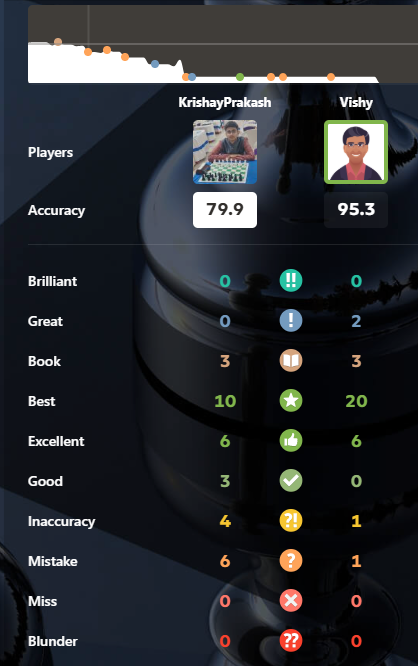 KrishayPrakash Vishy
Players
Accuracy 79.9 95.3
Brilliant 0 !! 0
Great 0 ! 2
Book 3 3
Best 10 20
Excellent 6 6
Good 3 0
Inaccuracy 4 ?! 1
Mistake 6 ? 1
Miss 0 0
Blunder 0 ?? 0